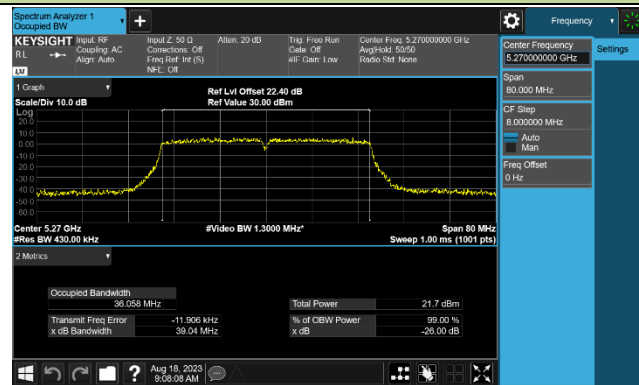 Spectrum Analyzer 1
Occupied BW
Frequency
KEYSIGHT
RL
LXI
Input: RF
Coupling: AC
Align: Auto
Input Z: 50 Ω
Corrections: Off
Freq Ref: Int (S)
NFE: Off
Atten: 20 dB
Trig: Free Run
Gate: Off
#IF Gain: Low
Center Freq: 5.270000000 GHz
Avg|Hold: 50/50
Radio Std: None
Center Frequency
5.270000000 GHz
Settings
Span
80.000 MHz
CF Step
8.000000 MHz
Auto
Man
Freq Offset
0 Hz
1 Graph
Scale/Div 10.0 dB
Ref Lvl Offset 22.40 dB
Ref Value 30.00 dBm
Log
20.0
10.0
0.00
-10.0
-20.0
-30.0
-40.0
-50.0
-60.0
Center 5.27 GHz
#Video BW 1.3000 MHz*
Span 80 MHz
#Res BW 430.00 kHz
Sweep 1.00 ms (1001 pts)
2 Metrics
Occupied Bandwidth
36.058 MHz
Total Power 21.7 dBm
Transmit Freq Error -11.906 kHz
% of OBW Power 99.00 %
x dB Bandwidth 39.04 MHz
x dB -26.00 dB
Aug 18, 2023
9:08:08 AM